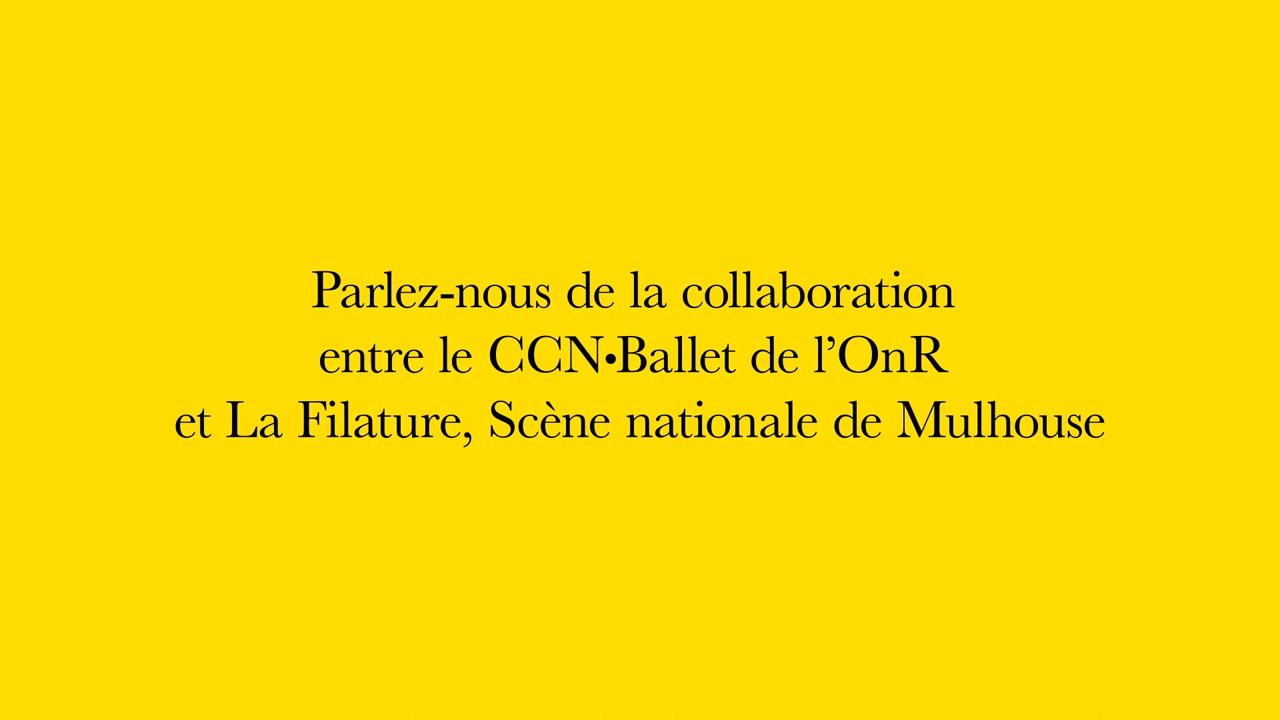 Parlez-nous de la collaboration
entre le CCN•Ballet de l’OnR
et La Filature, Scène nationale de Mulhouse